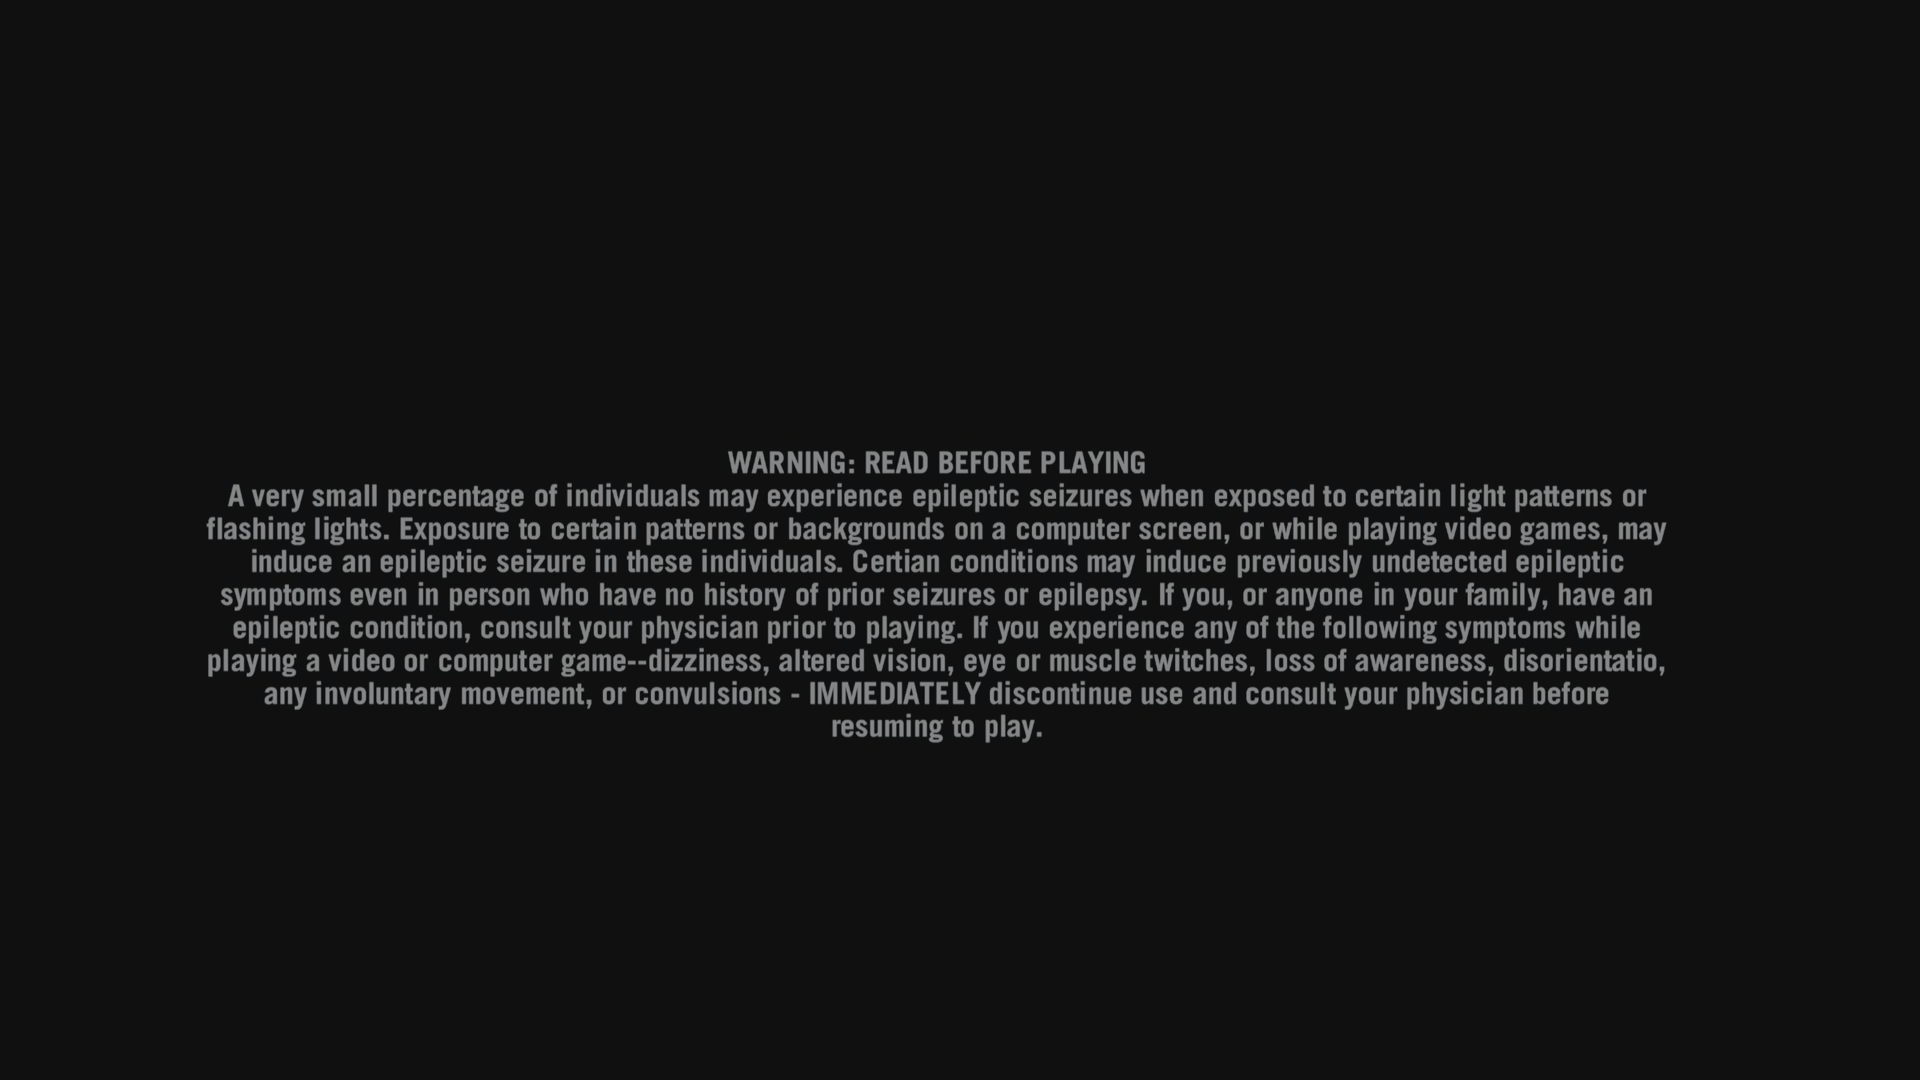 WARNING: READ BEFORE PLAYING
A very small percentage of individuals may experience epileptic seizures when exposed to certain light patterns or
flashing lights. Exposure to certain patterns or backgrounds on a computer screen, or while playing video games, may
induce an epileptic seizure in these individuals. Certian conditions may induce previously undetected epileptic
symptoms even in person who have no history of prior seizures or epilepsy. If you, or anyone in your family, have an
epileptic condition, consult your physician prior to playing. If you experience any of the following symptoms while
playing a video or computer game--dizziness, altered vision, eye or muscle twitches, loss of awareness, disorientatio,
any involuntary movement, or convulsions - IMMEDIATELY discontinue use and consult your physician before
resuming to play.